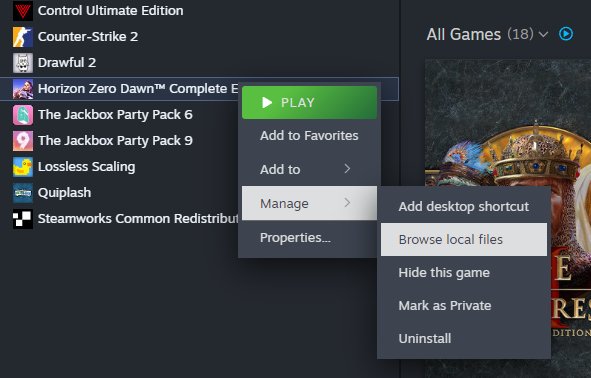 Control Ultimate Edition
Counter-Strike 2
Drawful 2
Horizon Zero Dawn™ Complete E
The Jackbox Party Pack 6
The Jackbox Party Pack 9
Lossless Scaling
Quiplash
Steamworks Common Redistribut
PLAY
Add to Favorites
Add to
Manage
Properties...
Add desktop shortcut
Browse local files
Hide this game
Mark as Private
Uninstall
All Games (18)
E
RES
DITION